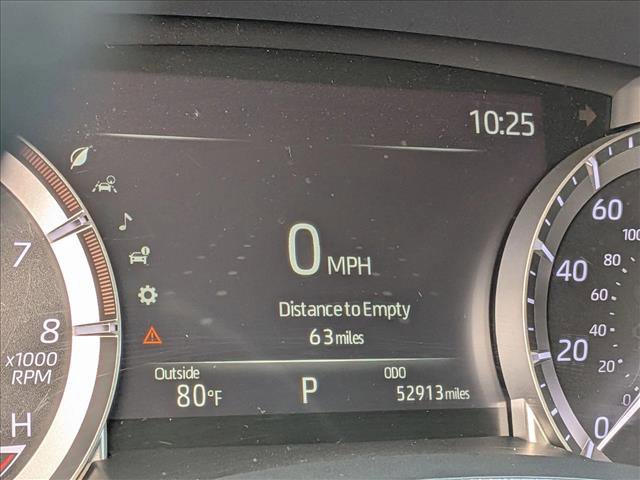 10:25
0 MPH
Distance to Empty
63 miles
Outside
80°F
P
ODO
52913 miles
7
8
x1000
RPM
H
60
40
20
0
100
80
60
40
20
0